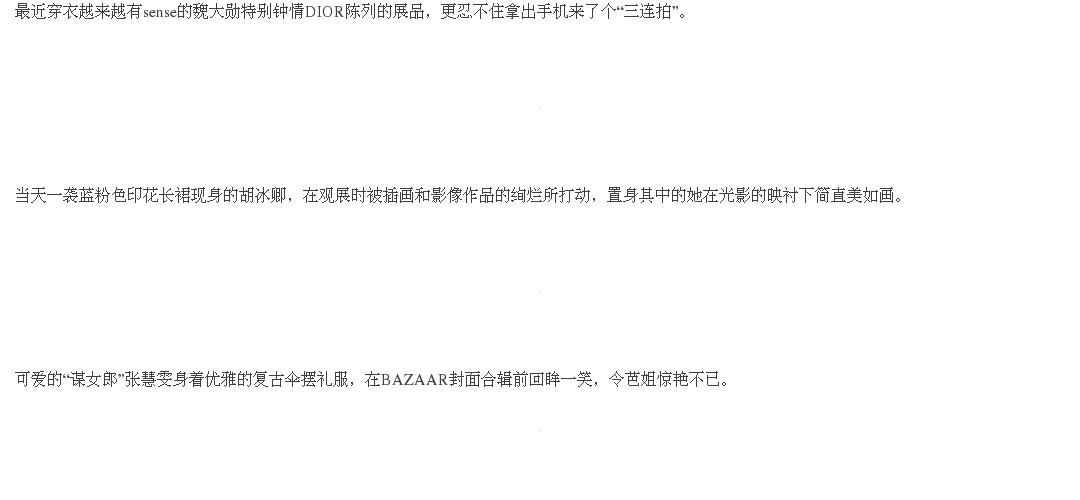 最近穿衣越来越有sense的魏大勋特别钟情DIOR陈列的展品，更忍不住拿出手机来了个“三连拍”。
当天一袭蓝粉色印花长裙现身的胡冰卿，在观展时被插画和影像作品的绚烂所打动，置身其中的她在光影的映衬下简直美如画。
可爱的“谋女郎”张慧雯身着优雅的复古伞摆礼服，在BAZAAR封面合辑前回眸一笑，令芭姐惊艳不已。